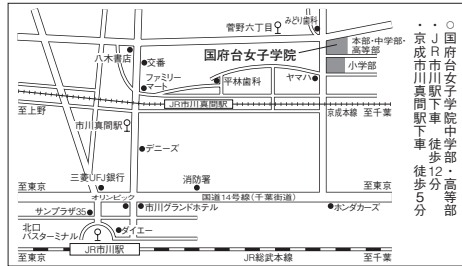 ○国府台女子学院中学部・高等部
・JR市川駅下車 徒歩12分
・京成市川真間駅下車 徒歩5分
菅野六丁目
みどり歯科
国府台女子学院
本部・中学部・
高等部
小学部
八木書店
交番
ファミリー
マート
平林歯科
ヤマハ
JR市川真間駅
至上野
京成本線
至千葉
市川真間駅
デニーズ
三菱UFJ銀行
消防署
至東京
オリンピック
国道14号線(千葉街道)
至千葉
サンプラザ35
市川グランドホテル
ホンダカーズ
北口
バスターミナル
ダイエー
至東京
JR市川駅
JR総武本線
至千葉